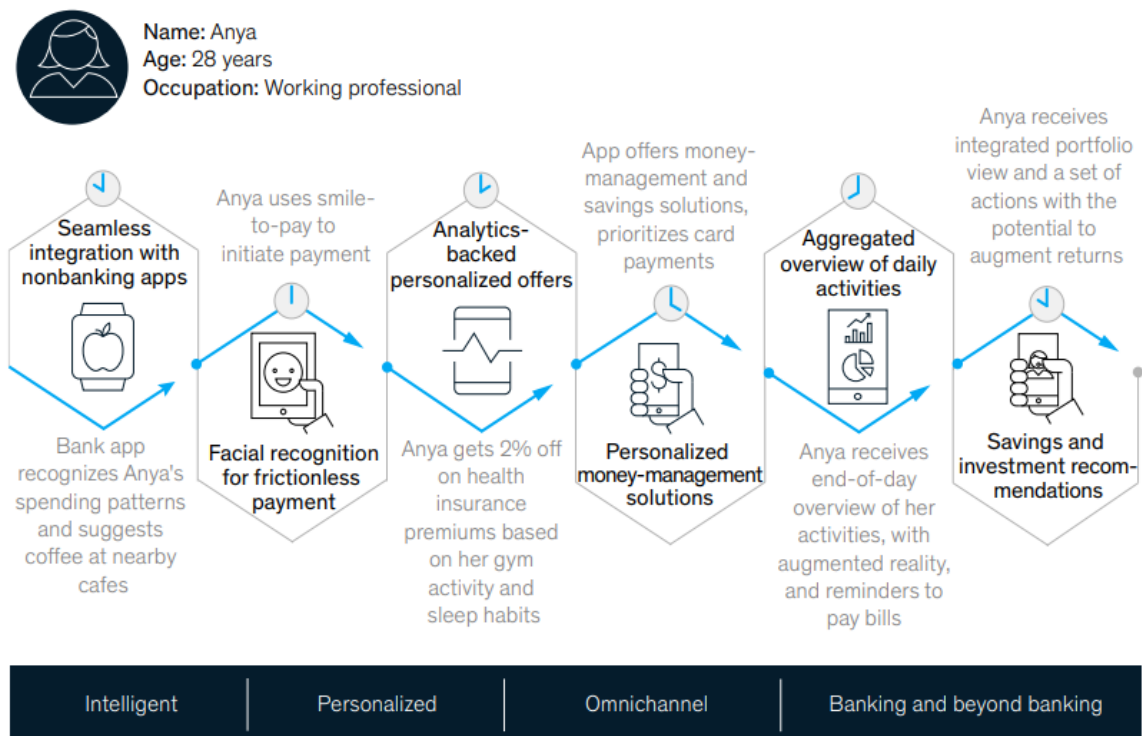 Name: Anya
Age: 28 years
Occupation: Working professional
Seamless
integration with
nonbanking apps
Bank app
recognizes Anya's
spending patterns
and suggests
coffee at nearby
cafes
Anya uses smile-
to-pay to
initiate payment
Facial recognition
for frictionless
payment
Analytics-
backed
personalized offers
Anya gets 2% off
on health
insurance
premiums based
on her gym
activity and
sleep habits
App offers money-
management and
savings solutions,
prioritizes card
payments
Personalized
money-management
solutions
Aggregated
overview of daily
activities
Anya receives
end-of-day
overview of her
activities, with
augmented reality,
and reminders to
pay bills
Anya receives
integrated portfolio
view and a set of
actions with the
potential to
augment returns
Savings and
investment recom-
mendations
Intelligent
Personalized
Omnichannel
Banking and beyond banking